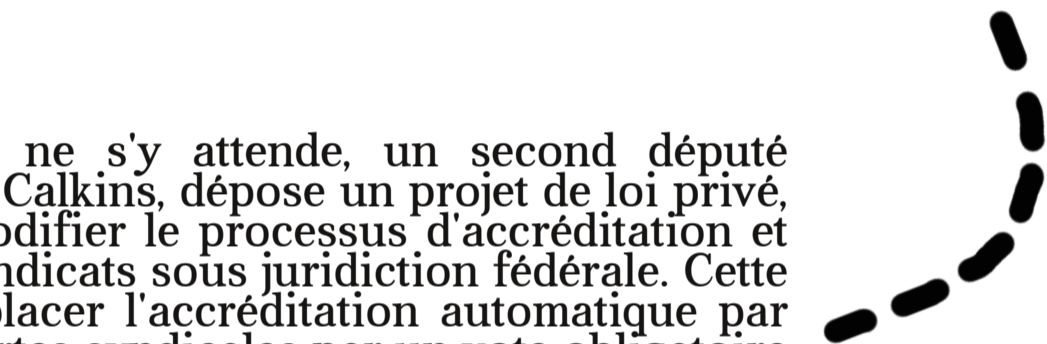 ne s'y attende, un second député
Calkins, dépose un projet de loi privé,
odifier le processus d'accréditation et
ndicats sous juridiction fédérale. Cette
placer l'accréditation automatique par